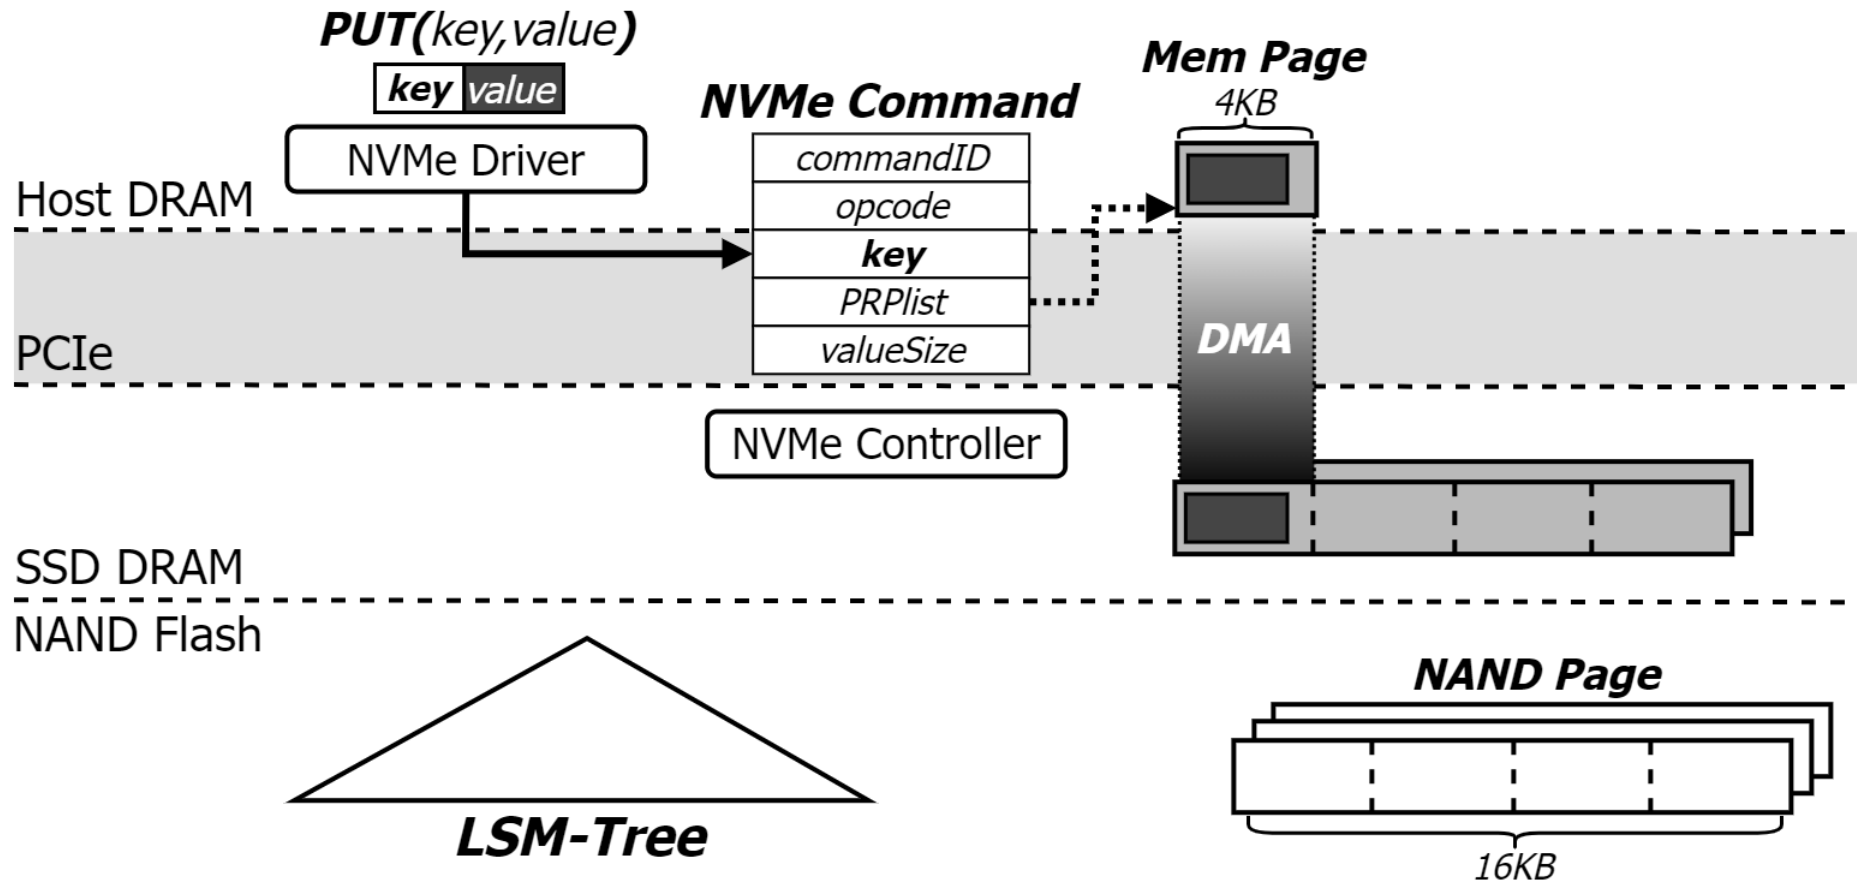 PUT(key,value)
key value
NVMe Driver
Host DRAM
PCIe
NVMe Command
commandID
opcode
key
PRPlist
valueSize
NVMe Controller
Mem Page
4KB
DMA
SSD DRAM
NAND Flash
LSM-Tree
NAND Page
16KB